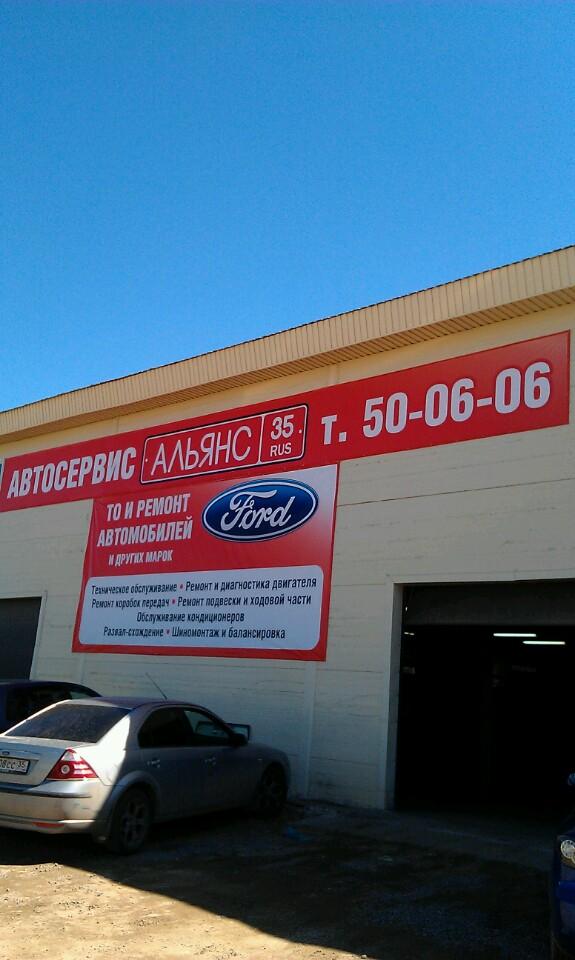 АВТОСЕРВИС АЛЬЯНС 35 RUS т. 50-06-06
ТО И РЕМОНТ
АВТОМОБИЛЕЙ
И ДРУГИХ МАРОК
Ford
Техническое обслуживание • Ремонт и диагностика двигателя
Ремонт коробок передач • Ремонт подвески и ходовой части
Обслуживание кондиционеров
Развал-схождение • Шиномонтаж и балансировка